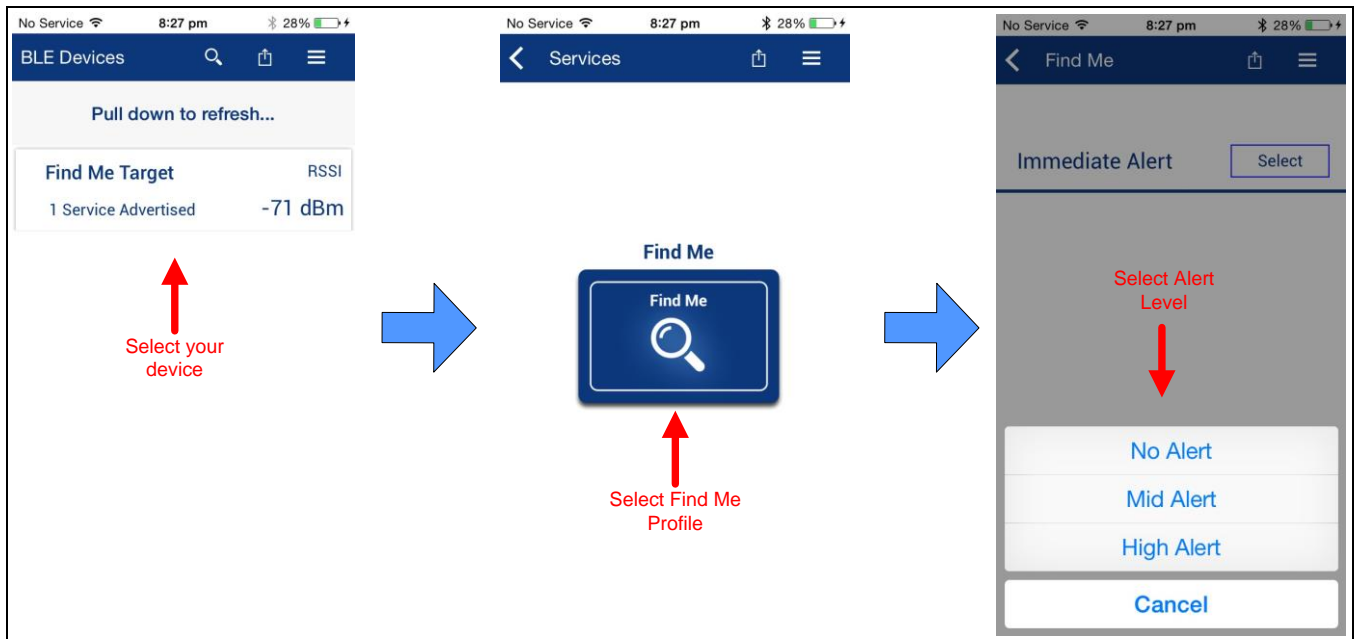 No Service 8:27 pm 28%
BLE Devices
Pull down to refresh...
Find Me Target RSSI
1 Service Advertised -71 dBm
Select your
device
No Service 8:27 pm 28%
Services
Find Me
Find Me
Select Find Me
Profile
No Service 8:27 pm 28%
Find Me
Immediate Alert Select
Select Alert
Level
No Alert
Mid Alert
High Alert
Cancel